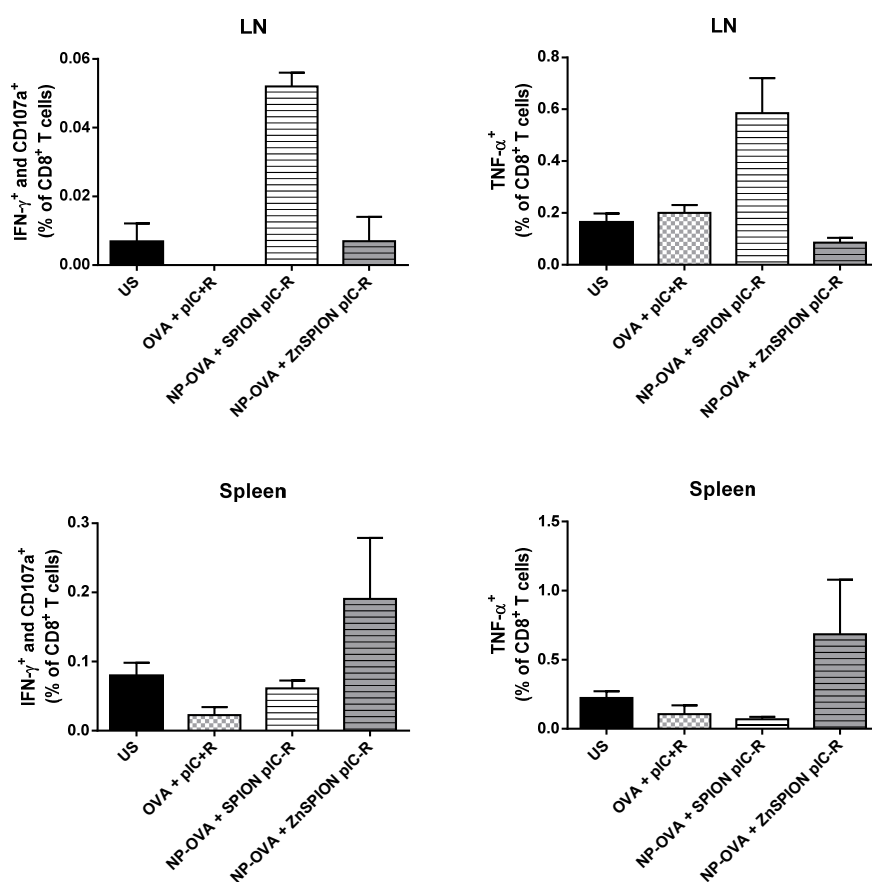 LN
IFN-γ⁺ and CD107a⁺
(% of CD8⁺ T cells)
0.06
0.04
0.02
0.00
US
OVA + pIC+R
NP-OVA + SPION pIC-R
NP-OVA + ZnSPION pIC-R
LN
TNF-α⁺
(% of CD8⁺ T cells)
0.8
0.6
0.4
0.2
0.0
US
OVA + pIC+R
NP-OVA + SPION pIC-R
NP-OVA + ZnSPION pIC-R
Spleen
IFN-γ⁺ and CD107a⁺
(% of CD8⁺ T cells)
0.3
0.2
0.1
0.0
US
OVA + pIC+R
NP-OVA + SPION pIC-R
NP-OVA + ZnSPION pIC-R
Spleen
TNF-α⁺
(% of CD8⁺ T cells)
1.5
1.0
0.5
0.0
US
OVA + pIC+R
NP-OVA + SPION pIC-R
NP-OVA + ZnSPION pIC-R